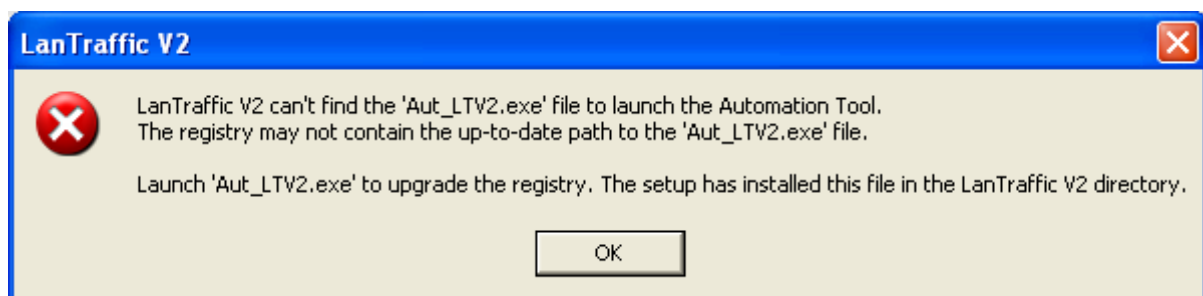 LanTraffic V2
LanTraffic V2 can't find the 'Aut_LTV2.exe' file to launch the Automation Tool.
The registry may not contain the up-to-date path to the 'Aut_LTV2.exe' file.
Launch 'Aut_LTV2.exe' to upgrade the registry. The setup has installed this file in the LanTraffic V2 directory.
OK